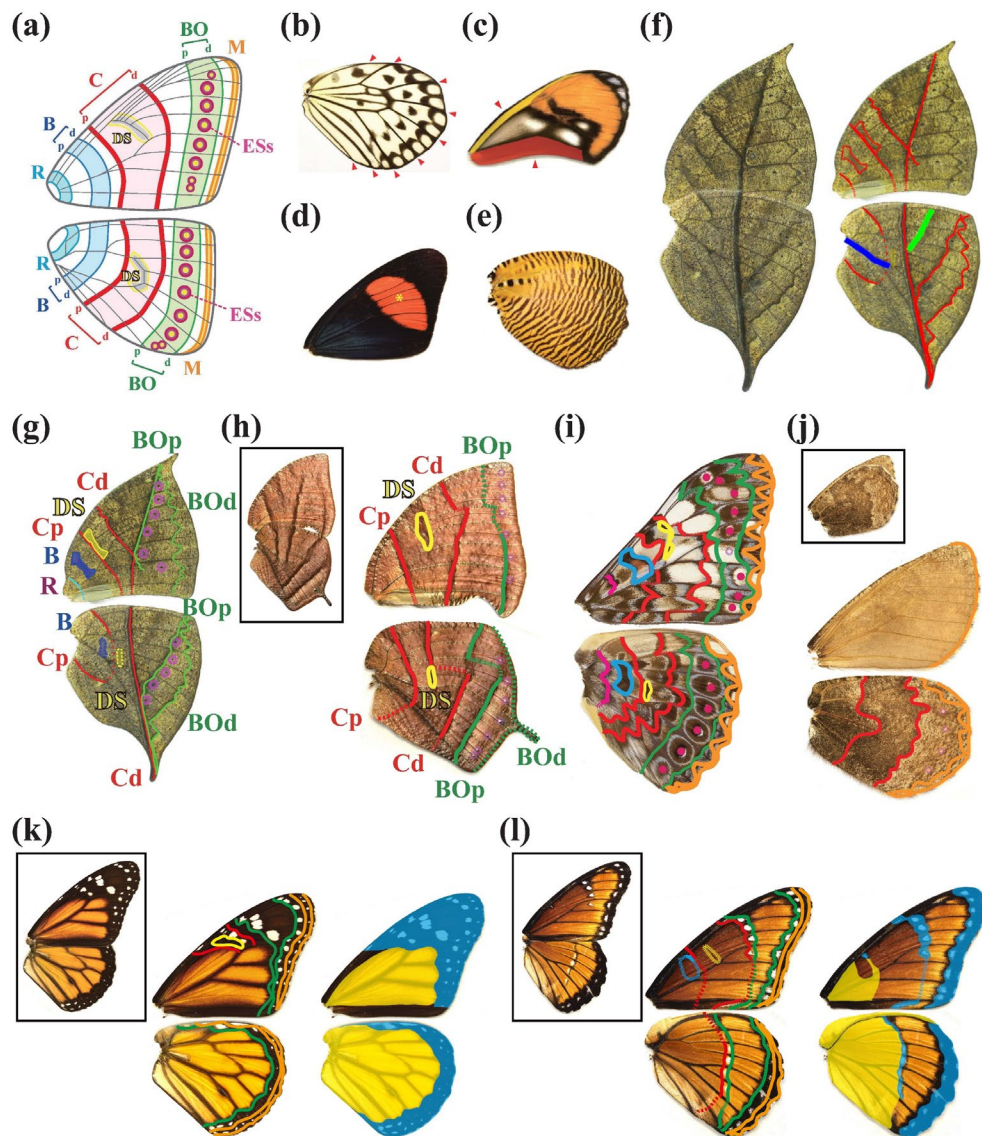 (a)
BO
p d
M
C
p d
B
p d
DS
R
ESs
R
DS
p
B
d
p
C
d
ESs
p d
BO
M
(b)
(c)
(d)
(e)
(f)
(g)
BOp
Cd
DS
BOd
Cp
B
R
BOp
B
Cp
DS
BOd
Cd
(h)
BOp
Cd
DS
Cp
DS
Cp
Cd
BOd
BOp
(i)
(j)
(k)
(l)